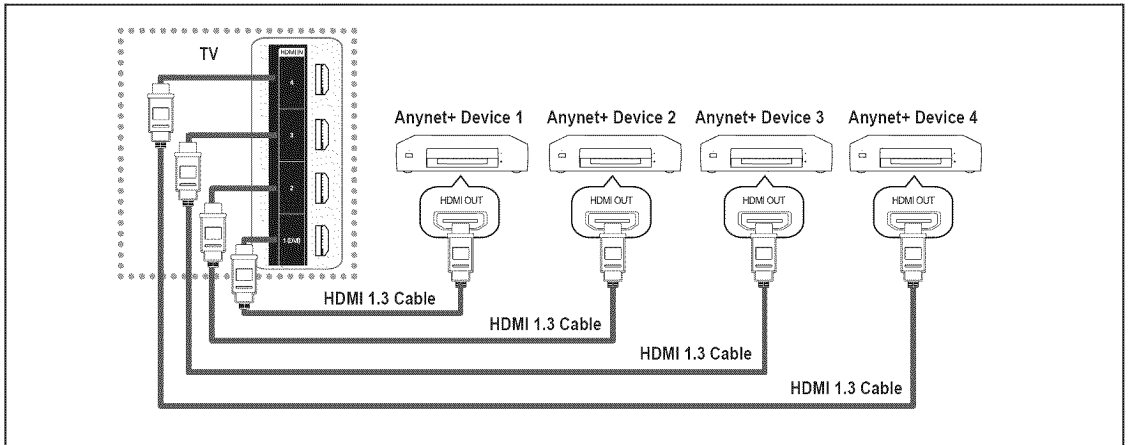 TV
HDMI IN
4
3
2
1(DVI)
Anynet+ Device 1
Anynet+ Device 2
Anynet+ Device 3
Anynet+ Device 4
HDMI OUT
HDMI OUT
HDMI OUT
HDMI OUT
HDMI 1.3 Cable
HDMI 1.3 Cable
HDMI 1.3 Cable
HDMI 1.3 Cable